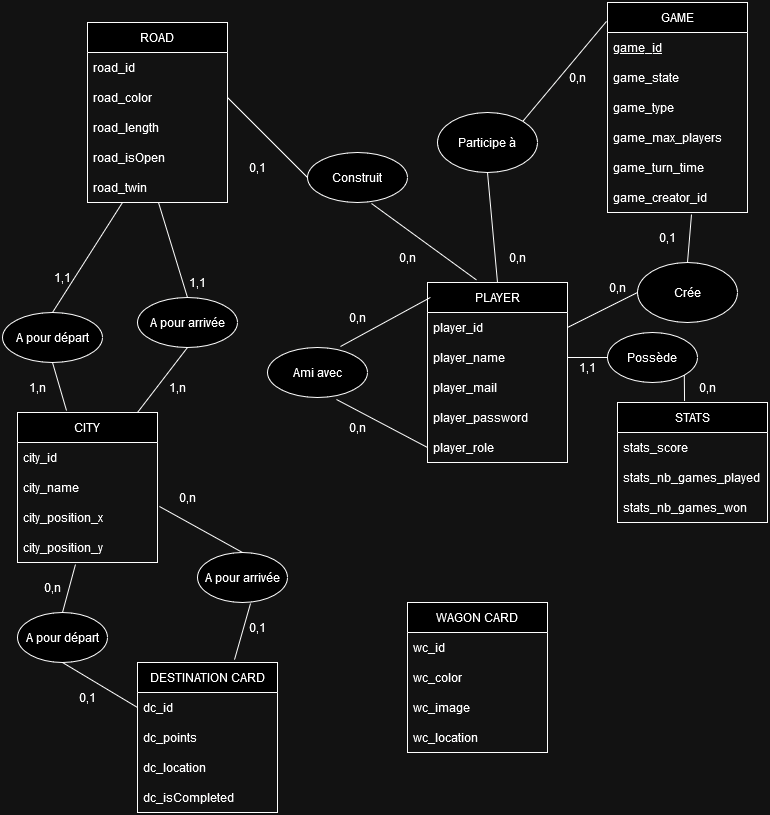 GAME
game_id
game_state
game_type
game_max_players
game_turn_time
game_creator_id
ROAD
road_id
road_color
road_length
road_isOpen
road_twin
0,n
Participe à
0,1
Construit
0,n
0,n
0,1
1,1
1,1
A pour départ
A pour arrivée
1,n
1,n
PLAYER
player_id
player_name
player_mail
player_password
player_role
0,n
Crée
0,n
Ami avec
0,n
1,1
Possède
0,n
STATS
stats_score
stats_nb_games_played
stats_nb_games_won
CITY
city_id
city_name
city_position_x
city_position_y
0,n
A pour arrivée
0,1
0,n
A pour départ
0,1
DESTINATION CARD
dc_id
dc_points
dc_location
dc_isCompleted
WAGON CARD
wc_id
wc_color
wc_image
wc_location